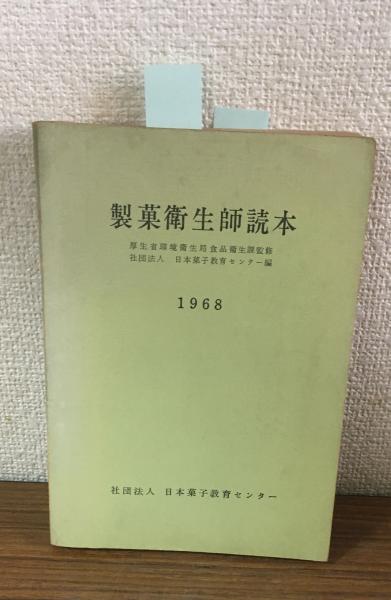 製菓衛生師読本
厚生省環境衛生局食品衛生課監修
社団法人 日本菓子教育センター編
1968
社団法人 日本菓子教育センター